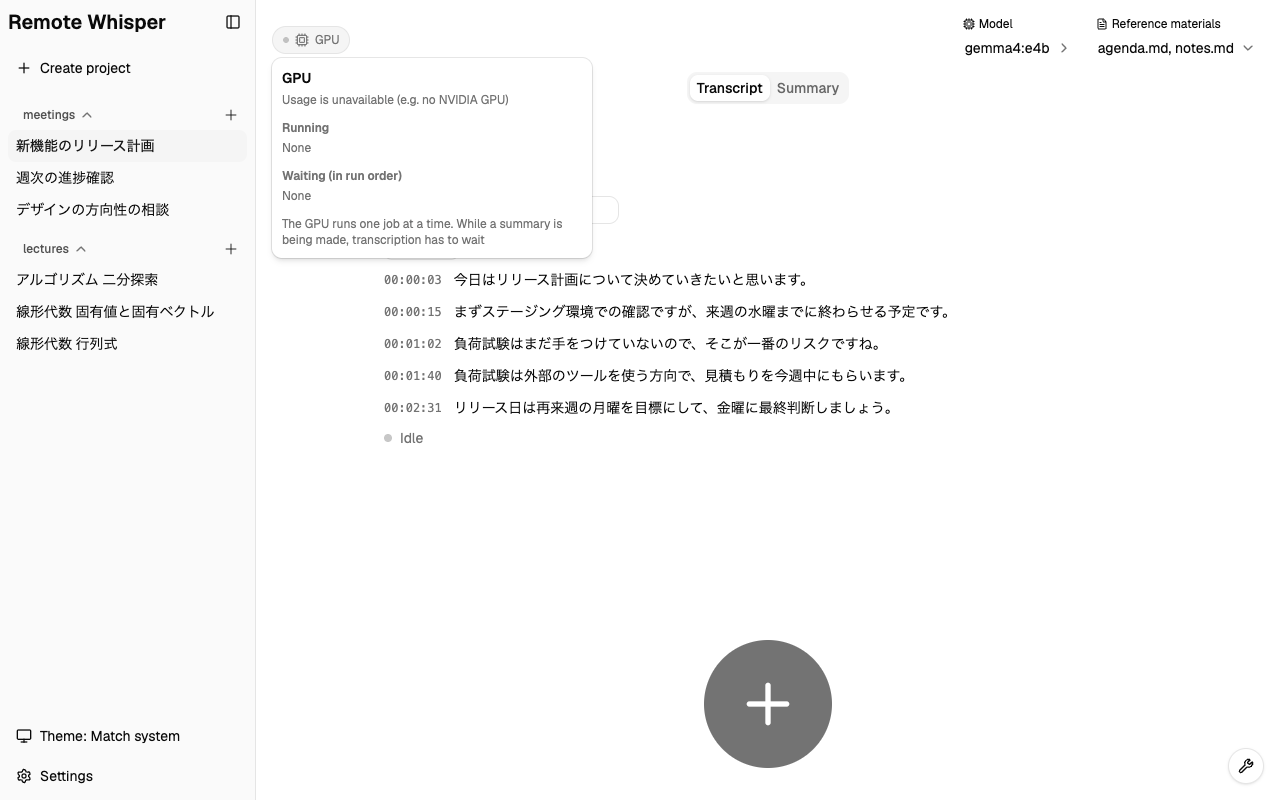 Remote Whisper
Create project
meetings
新機能のリリース計画
週次の進捗確認
デザインの方向性の相談
lectures
アルゴリズム 二分探索
線形代数 固有値と固有ベクトル
線形代数 行列式
Theme: Match system
Settings
GPU
GPU
Usage is unavailable (e.g. no NVIDIA GPU)
Running
None
Waiting (in run order)
None
The GPU runs one job at a time. While a summary is
being made, transcription has to wait
Model
gemma4:e4b
Reference materials
agenda.md, notes.md
Transcript Summary
00:00:03 今日はリリース計画について決めていきたいと思います。
00:00:15 まずステージング環境での確認ですが、来週の水曜までに終わらせる予定です。
00:01:02 負荷試験はまだ手をつけていないので、そこが一番のリスクですね。
00:01:40 負荷試験は外部のツールを使う方向で、見積もりを今週中にもらいます。
00:02:31 リリース日は再来週の月曜を目標にして、金曜に最終判断しましょう。
Idle